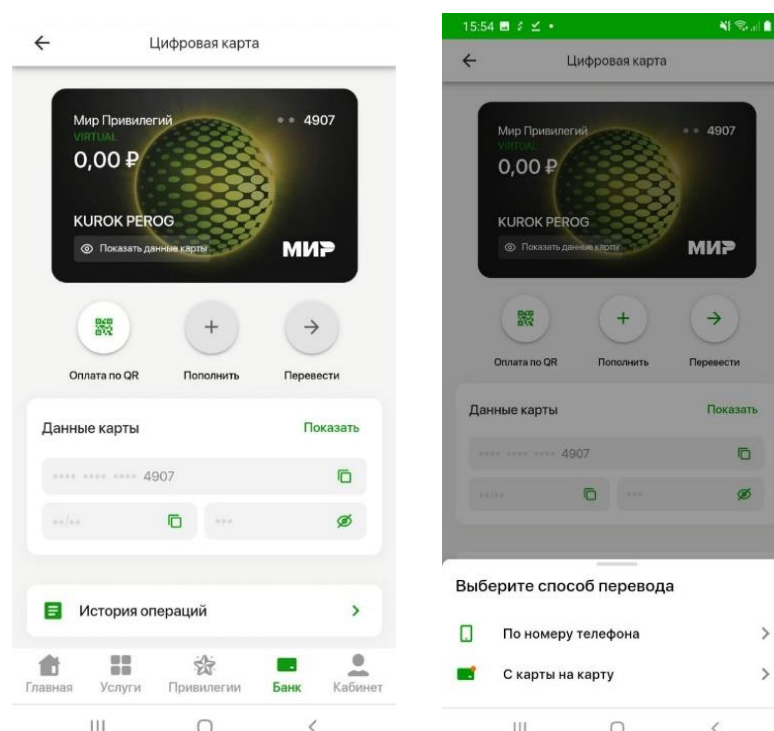 Цифровая карта
Мир Привилегий
•• 4907
VIRTUAL
0,00 ₽
KUROK PEROG
Показать данные карты
МИР
Оплата по QR
Пополнить
Перевести
Данные карты
Показать
•••• •••• •••• 4907
••/••
•••
История операций
Главная
Услуги
Привилегии
Банк
Кабинет
15:54
Цифровая карта
Мир Привилегий
•• 4907
VIRTUAL
0,00 ₽
KUROK PEROG
Показать данные карты
МИР
Оплата по QR
Пополнить
Перевести
Данные карты
Показать
•••• •••• •••• 4907
••/••
•••
Выберите способ перевода
По номеру телефона
С карты на карту